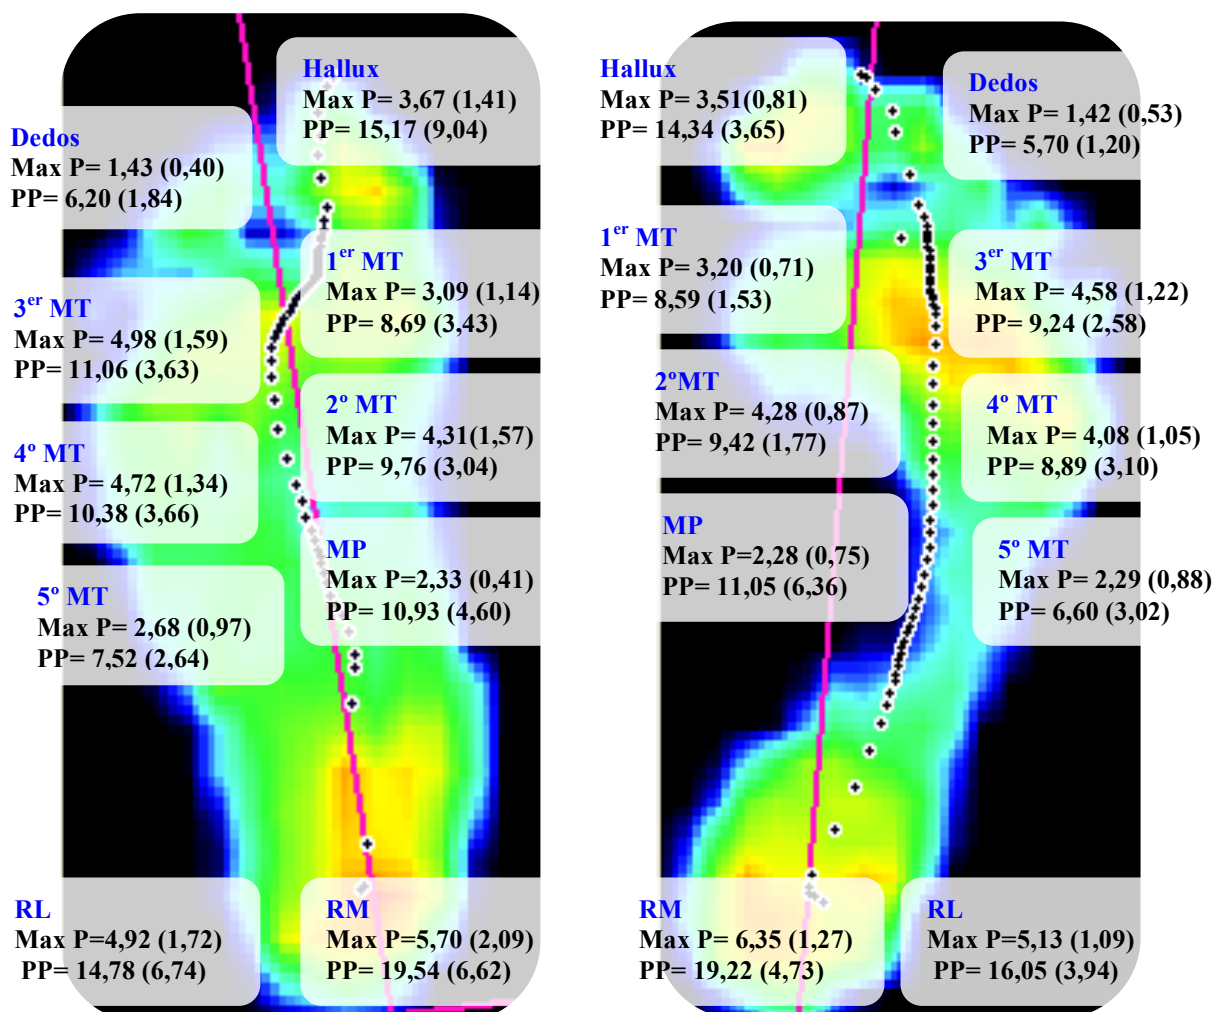 Hallux
Max P= 3,67 (1,41)
PP= 15,17 (9,04)
Dedos
Max P= 1,43 (0,40)
PP= 6,20 (1,84)
1er MT
Max P= 3,09 (1,14)
PP= 8,69 (3,43)
3er MT
Max P= 4,98 (1,59)
PP= 11,06 (3,63)
2º MT
Max P= 4,31(1,57)
PP= 9,76 (3,04)
4º MT
Max P= 4,72 (1,34)
PP= 10,38 (3,66)
MP
Max P=2,33 (0,41)
PP= 10,93 (4,60)
5º MT
Max P= 2,68 (0,97)
PP= 7,52 (2,64)
RL
Max P=4,92 (1,72)
PP= 14,78 (6,74)
RM
Max P=5,70 (2,09)
PP= 19,54 (6,62)
Hallux
Max P= 3,51(0,81)
PP= 14,34 (3,65)
Dedos
Max P= 1,42 (0,53)
PP= 5,70 (1,20)
1er MT
Max P= 3,20 (0,71)
PP= 8,59 (1,53)
3er MT
Max P= 4,58 (1,22)
PP= 9,24 (2,58)
2ºMT
Max P= 4,28 (0,87)
PP= 9,42 (1,77)
4º MT
Max P= 4,08 (1,05)
PP= 8,89 (3,10)
MP
Max P=2,28 (0,75)
PP= 11,05 (6,36)
5º MT
Max P= 2,29 (0,88)
PP= 6,60 (3,02)
RM
Max P= 6,35 (1,27)
PP= 19,22 (4,73)
RL
Max P=5,13 (1,09)
PP= 16,05 (3,94)